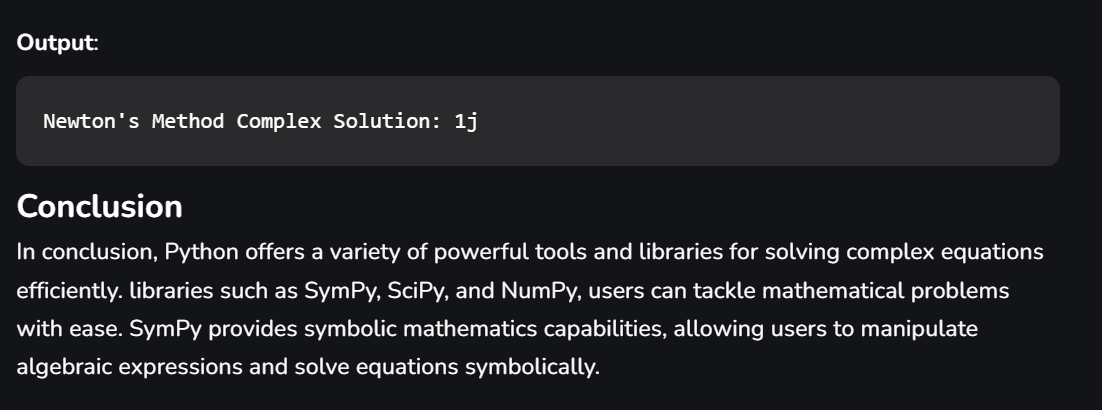 Output:
Newton's Method Complex Solution: 1j
Conclusion
In conclusion, Python offers a variety of powerful tools and libraries for solving complex equations
efficiently. libraries such as SymPy, SciPy, and NumPy, users can tackle mathematical problems
with ease. SymPy provides symbolic mathematics capabilities, allowing users to manipulate
algebraic expressions and solve equations symbolically.